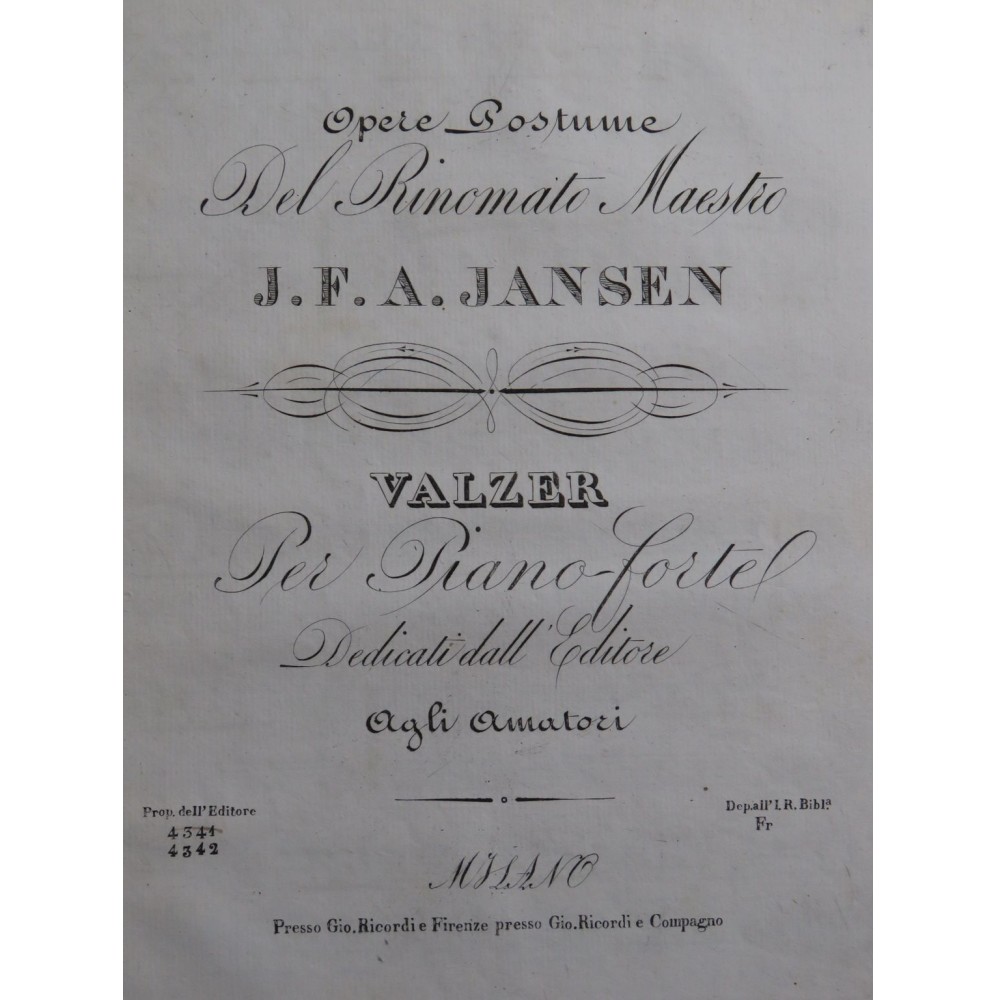 Opere Postume
Del Rinomato Maestro
J. F. A. JANSEN
VALZER
Per Piano-forte
Dedicati dall'Editore
Agli Amatori
Prop. dell'Editore
4341
4342
Dep. all' I. R. Bibl.ª
Fr
MILANO
Presso Gio. Ricordi e Firenze presso Gio. Ricordi e Compagno